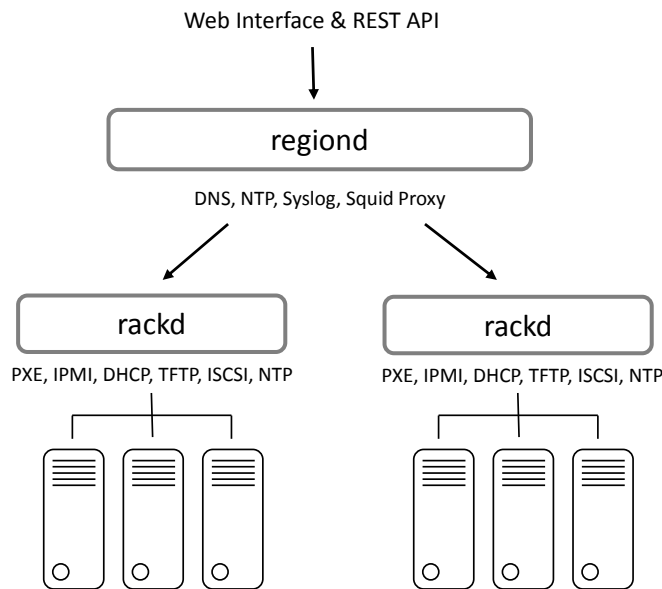 Web Interface & REST API
regiond
DNS, NTP, Syslog, Squid Proxy
rackd
PXE, IPMI, DHCP, TFTP, ISCSI, NTP
rackd
PXE, IPMI, DHCP, TFTP, ISCSI, NTP